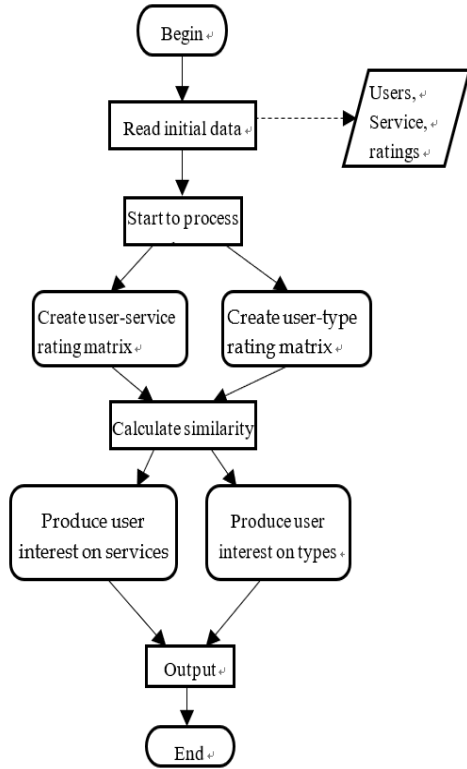 Begin
Read initial data
Users,
Service,
ratings
Start to process
Create user-service
rating matrix
Create user-type
rating matrix
Calculate similarity
Produce user
interest on services
Produce user
interest on types
Output
End